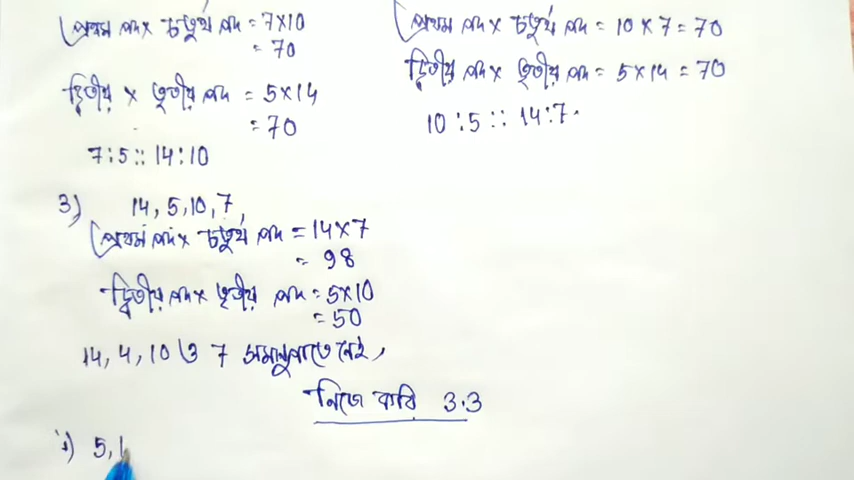 প্রথম পদ × চতুর্থ পদ = 7×10
= 70
দ্বিতীয় × তৃতীয় পদ = 5×14
= 70
7:5::14:10
প্রথম পদ × চতুর্থ পদ = 10 × 7 = 70
দ্বিতীয় পদ × তৃতীয় পদ = 5×14 = 70
10:5::14:7
3) 14, 5, 10, 7,
প্রথম পদ × চতুর্থ পদ = 14×7
= 98
দ্বিতীয় পদ × তৃতীয় পদ = 5×10
= 50
14, 4, 10 ও 7 সমানুপাতে নেই,
নিজে করি 3.3
i) 5, 1